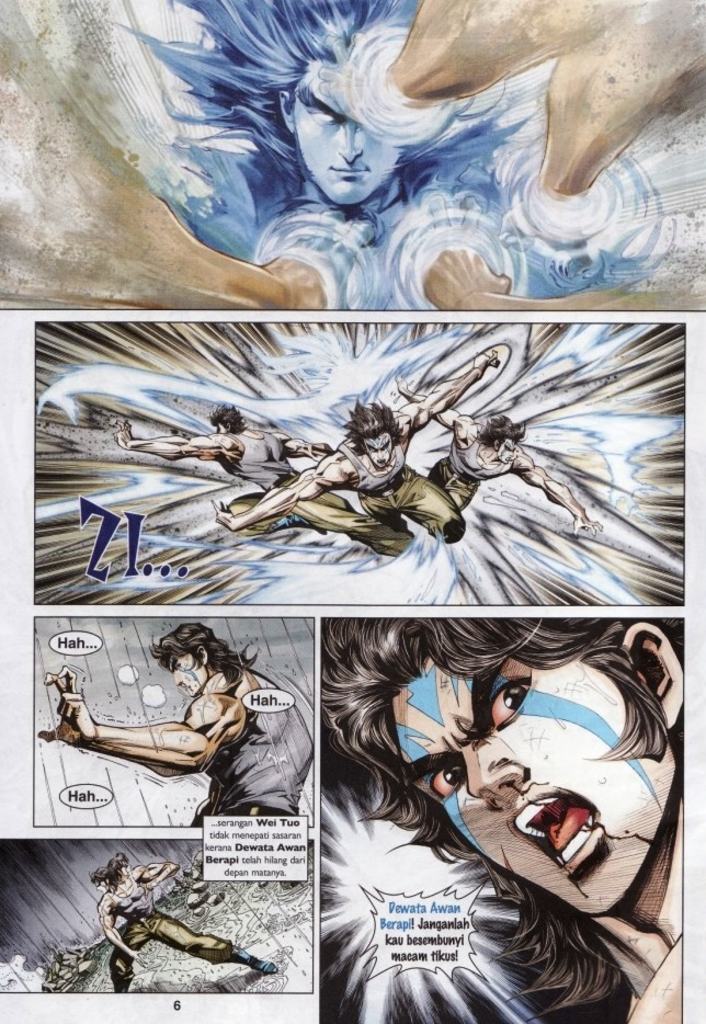 ZI...
Hah...
Hah...
Hah...
...serangan Wei Tuo
tidak menepati sasaran
kerana Dewata Awan
Berapi telah hilang dari
depan matanya.
Dewata Awan
Berapi! Janganlah
kau besembunyi
macam tikus!
6